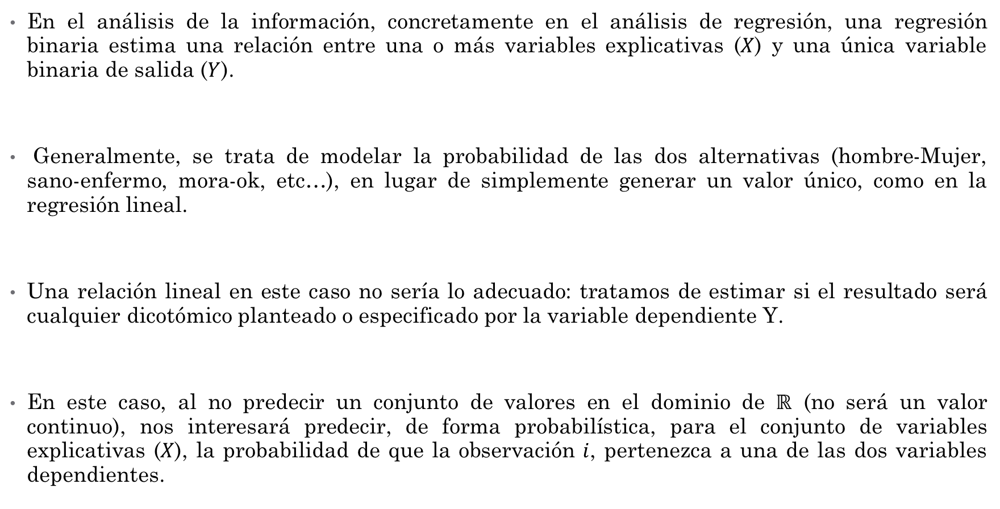 • En el análisis de la información, concretamente en el análisis de regresión, una regresión
binaria estima una relación entre una o más variables explicativas (X) y una única variable
binaria de salida (Y).
• Generalmente, se trata de modelar la probabilidad de las dos alternativas (hombre-Mujer,
sano-enfermo, mora-ok, etc…), en lugar de simplemente generar un valor único, como en la
regresión lineal.
• Una relación lineal en este caso no sería lo adecuado: tratamos de estimar si el resultado será
cualquier dicotómico planteado o especificado por la variable dependiente Y.
• En este caso, al no predecir un conjunto de valores en el dominio de ℝ (no será un valor
continuo), nos interesará predecir, de forma probabilística, para el conjunto de variables
explicativas (X), la probabilidad de que la observación i, pertenezca a una de las dos variables
dependientes.